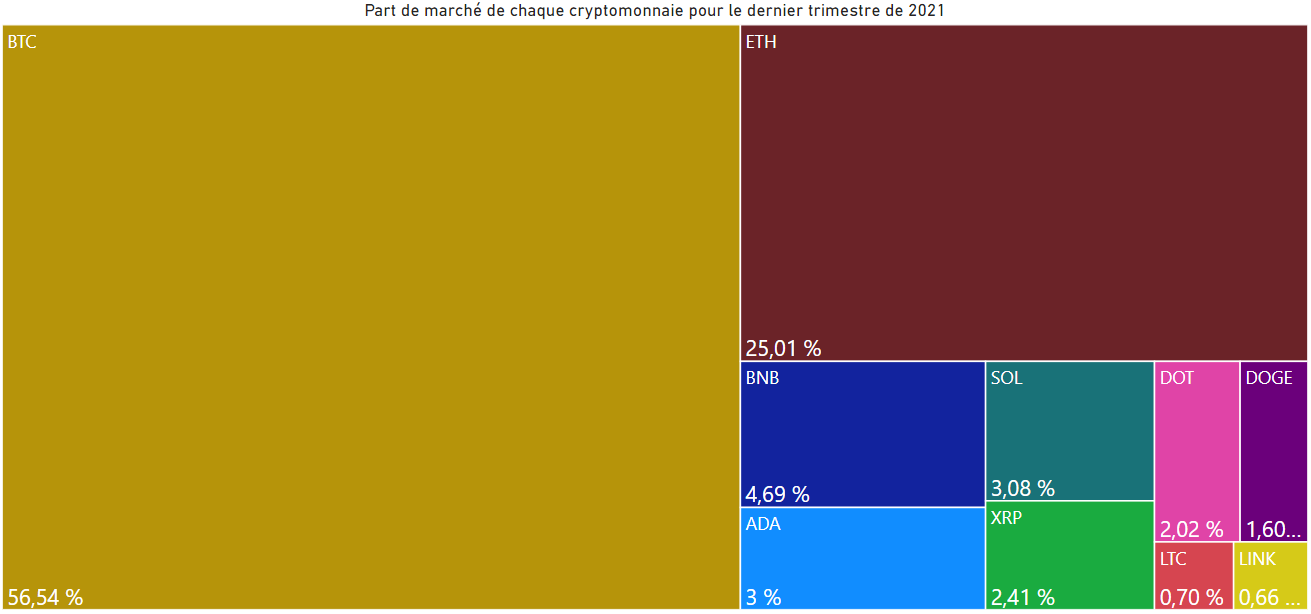 Part de marché de chaque cryptomonnaie pour le dernier trimestre de 2021
BTC
56,54 %
ETH
25,01 %
BNB
4,69 %
ADA
3 %
SOL
3,08 %
XRP
2,41 %
DOT
2,02 %
DOGE
1,60...
LTC
0,70 %
LINK
0,66 ...